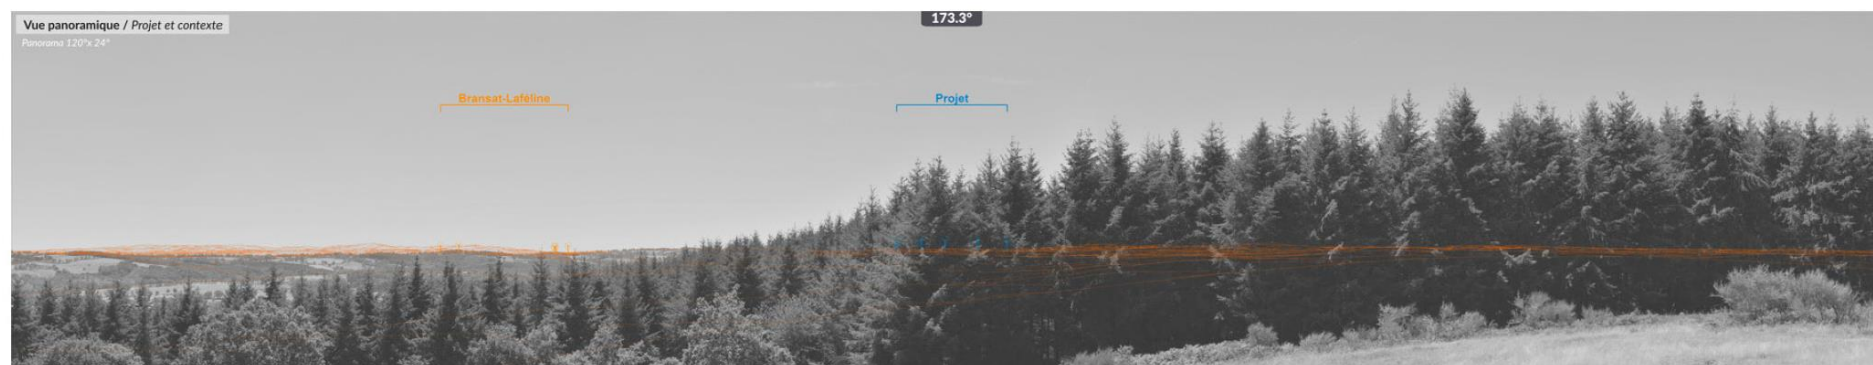 173.3°
Vue panoramique / Projet et contexte
Panorama 120°x 24°
Bransat-Laféline
Projet